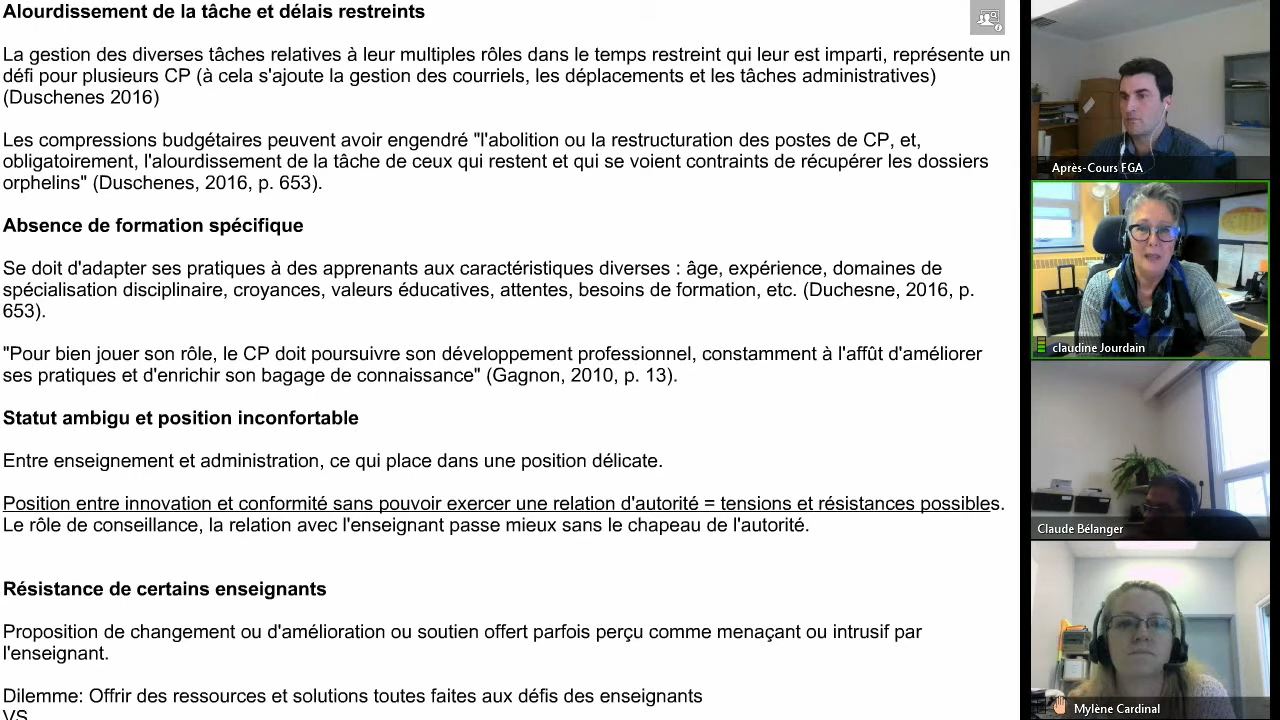 Alourdissement de la tâche et délais restreints
La gestion des diverses tâches relatives à leur multiples rôles dans le temps restreint qui leur est imparti, représente un
défi pour plusieurs CP (à cela s'ajoute la gestion des courriels, les déplacements et les tâches administratives)
(Duschenes 2016)
Les compressions budgétaires peuvent avoir engendré "l'abolition ou la restructuration des postes de CP, et,
obligatoirement, l'alourdissement de la tâche de ceux qui restent et qui se voient contraints de récupérer les dossiers
orphelins" (Duschenes, 2016, p. 653).
Absence de formation spécifique
Se doit d'adapter ses pratiques à des apprenants aux caractéristiques diverses : âge, expérience, domaines de
spécialisation disciplinaire, croyances, valeurs éducatives, attentes, besoins de formation, etc. (Duchesne, 2016, p.
653).
"Pour bien jouer son rôle, le CP doit poursuivre son développement professionnel, constamment à l'affût d'améliorer
ses pratiques et d'enrichir son bagage de connaissance" (Gagnon, 2010, p. 13).
Statut ambigu et position inconfortable
Entre enseignement et administration, ce qui place dans une position délicate.
Position entre innovation et conformité sans pouvoir exercer une relation d'autorité = tensions et résistances possibles.
Le rôle de conseillance, la relation avec l'enseignant passe mieux sans le chapeau de l'autorité.
Résistance de certains enseignants
Proposition de changement ou d'amélioration ou soutien offert parfois perçu comme menaçant ou intrusif par
l'enseignant.
Dilemme: Offrir des ressources et solutions toutes faites aux défis des enseignants
VS
Après-Cours FGA
claudine Jourdain
Claude Bélanger
Mylène Cardinal